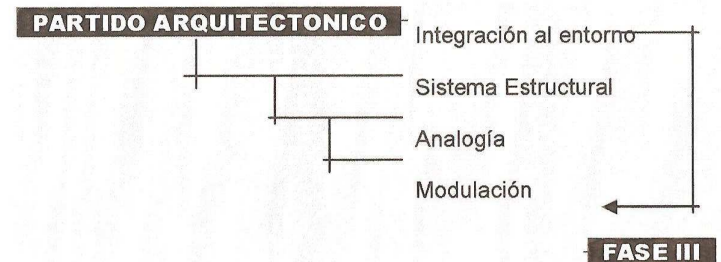 PARTIDO ARQUITECTONICO
Integración al entorno
Sistema Estructural
Analogía
Modulación
FASE III